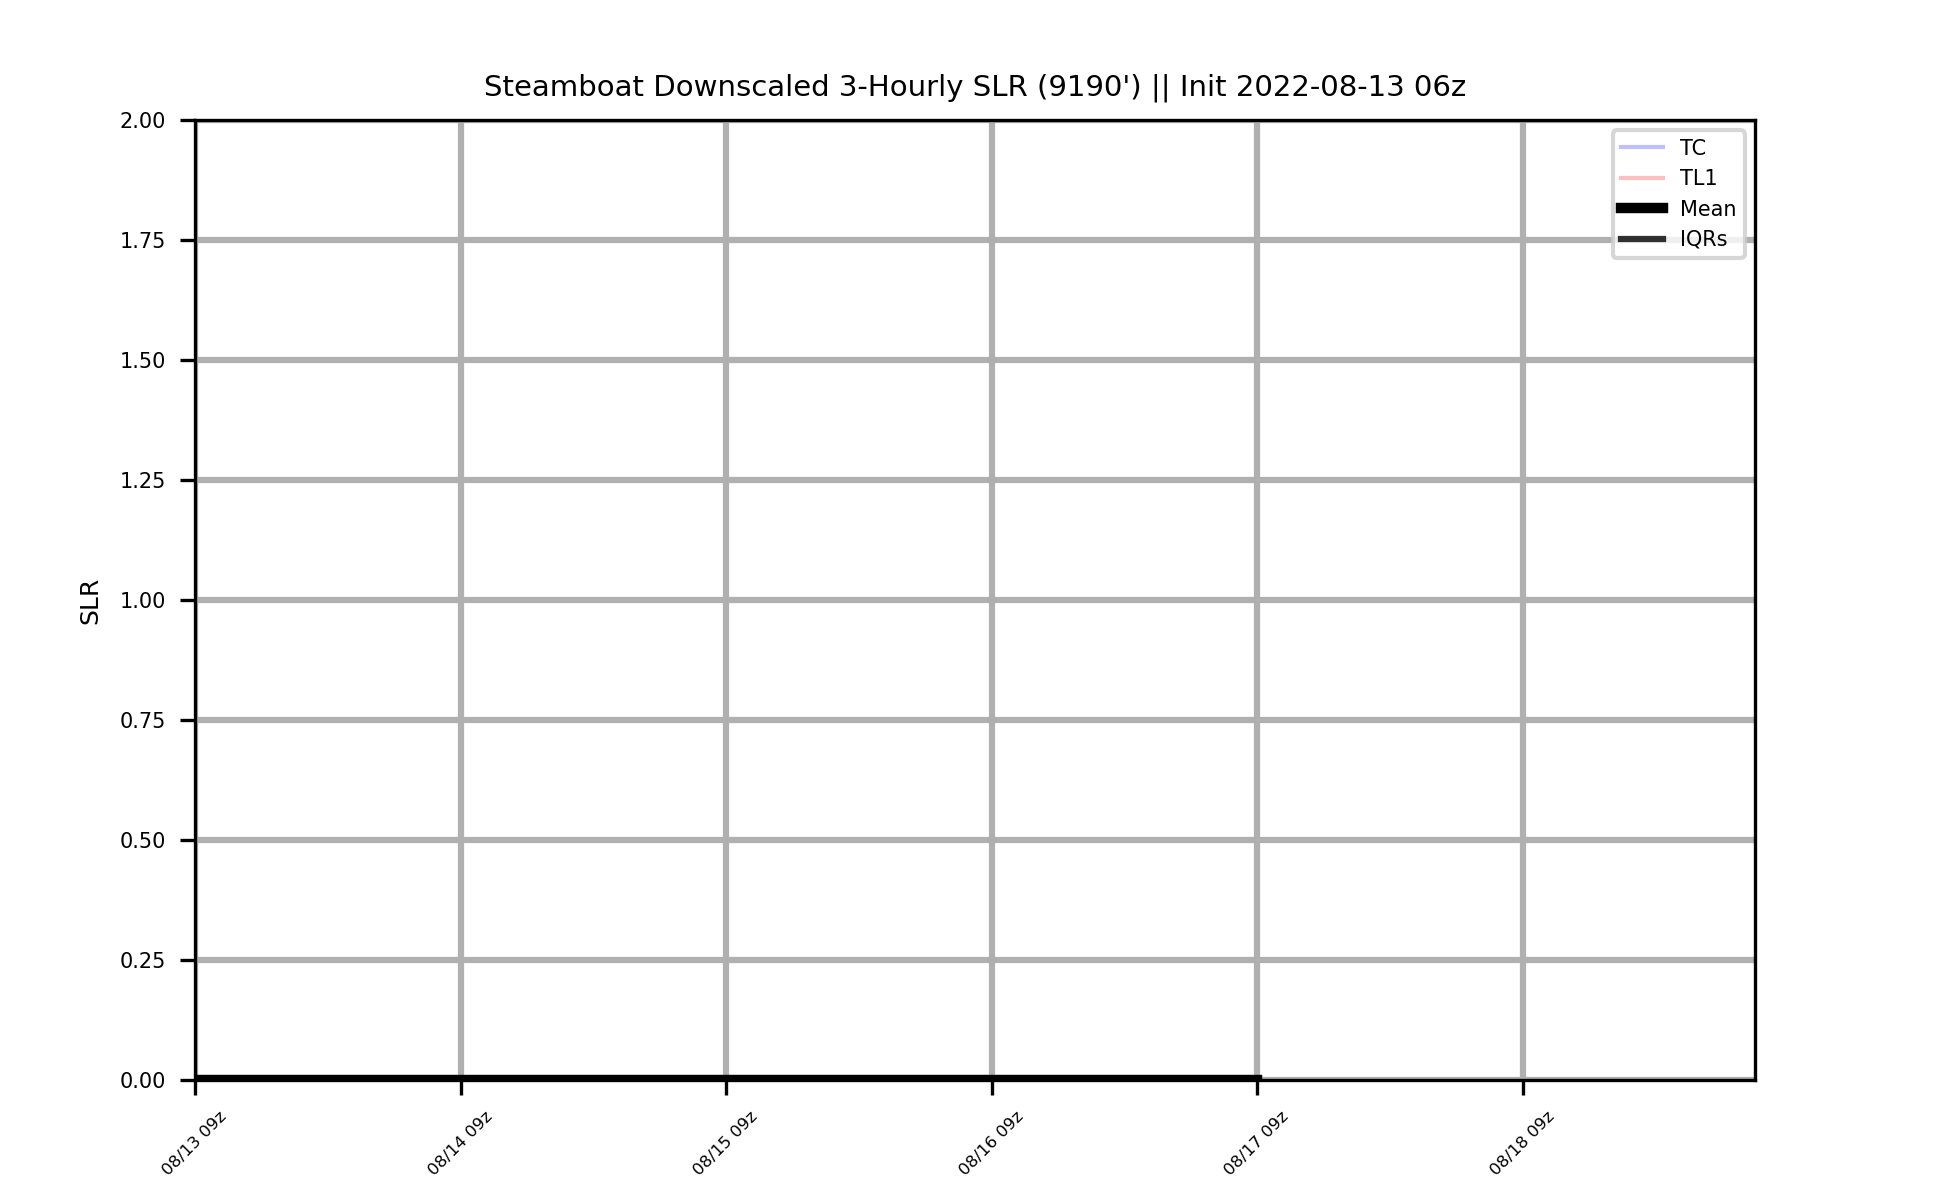 Steamboat Downscaled 3-Hourly SLR (9190') || Init 2022-08-13 06z
TC
TL1
Mean
IQRs
2.00
1.75
1.50
1.25
1.00
0.75
0.50
0.25
0.00
SLR
08/13 09z
08/14 09z
08/15 09z
08/16 09z
08/17 09z
08/18 09z